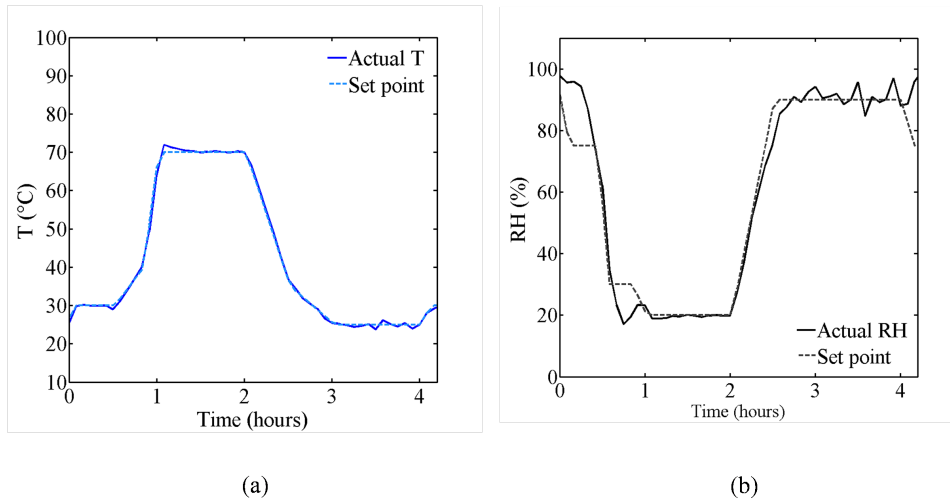 100
90
80
70
60
50
40
30
20
10
T (°C)
Actual T
Set point
0 1 2 3 4
Time (hours)
(a)
100
80
60
40
20
0
RH (%)
Actual RH
Set point
0 1 2 3 4
Time (hours)
(b)